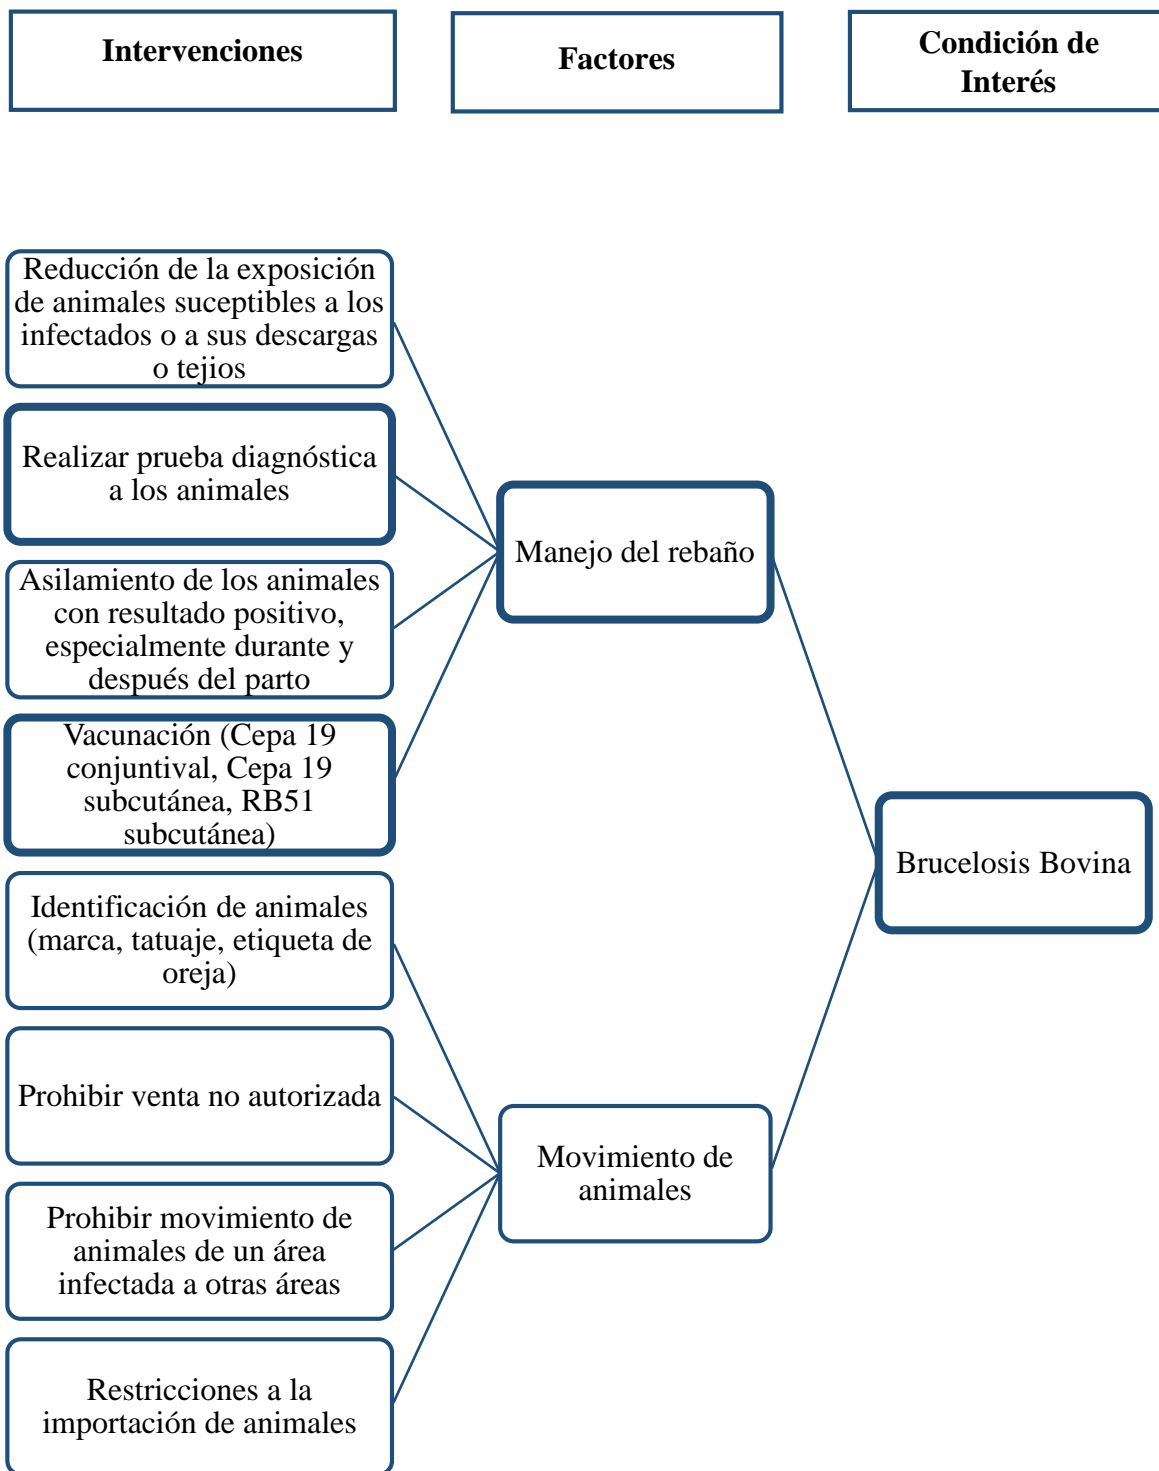 Intervenciones
Factores
Condición de
Interés
Reducción de la exposición
de animales suceptibles a los
infectados o a sus descargas
o tejios
Realizar prueba diagnóstica
a los animales
Asilamiento de los animales
con resultado positivo,
especialmente durante y
después del parto
Vacunación (Cepa 19
conjuntival, Cepa 19
subcutánea, RB51
subcutánea)
Identificación de animales
(marca, tatuaje, etiqueta de
oreja)
Prohibir venta no autorizada
Prohibir movimiento de
animales de un área
infectada a otras áreas
Restricciones a la
importación de animales
Manejo del rebaño
Movimiento de
animales
Brucelosis Bovina